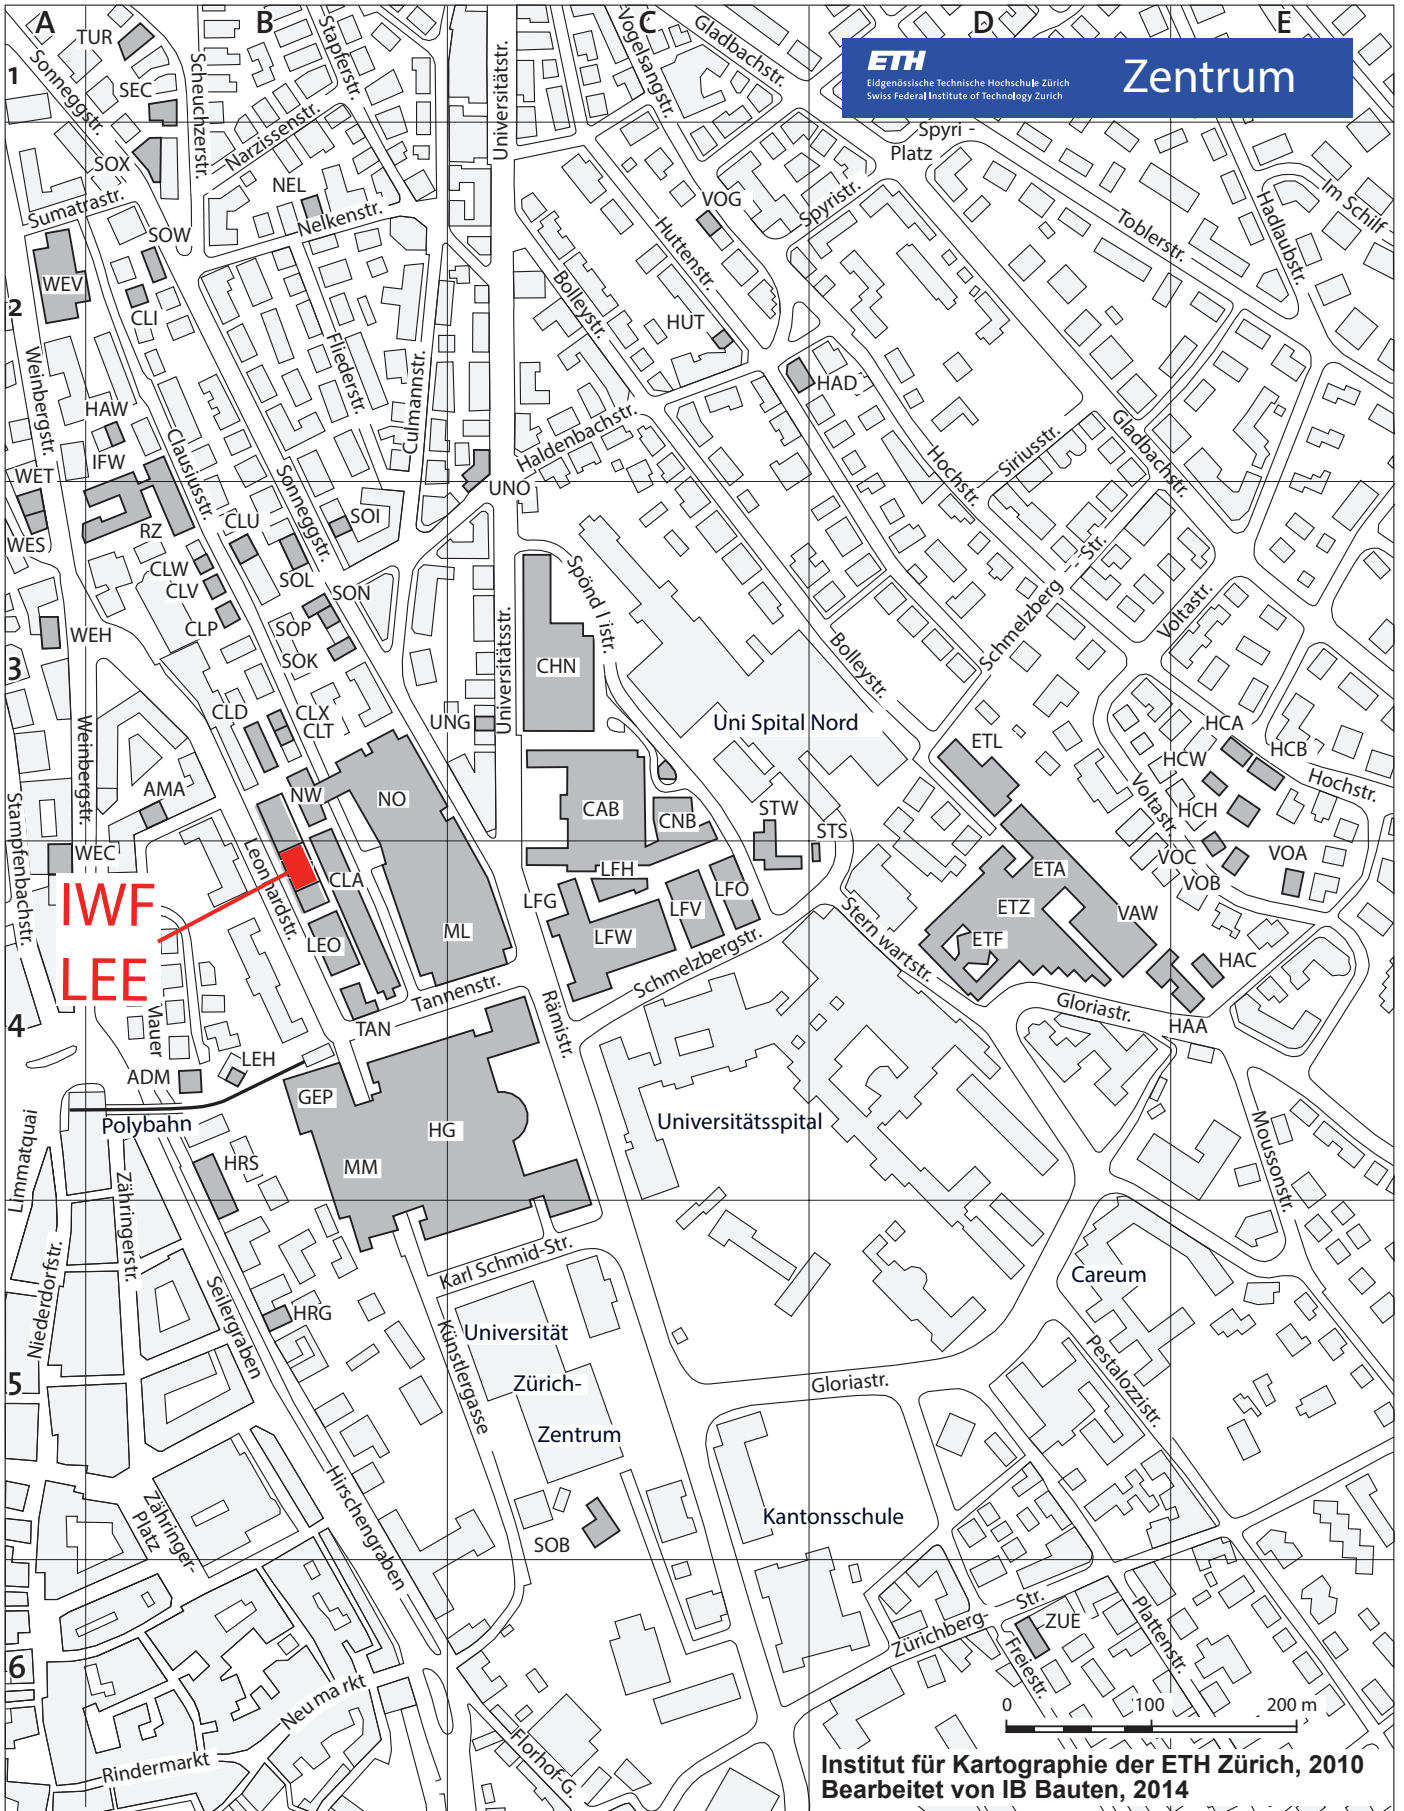 A
B
C
D
E
1
2
3
4
5
6
ETH
Eidgenössische Technische Hochschule Zürich
Swiss Federal Institute of Technology Zurich
Zentrum
TUR
SEC
SOX
Sonneggstr.
Scheuchzerstr.
Stapferstr.
Narzissenstr.
NEL
Nelkenstr.
Sumatrastr.
SOW
WEV
CLI
Universitätstr.
Vogelsangstr.
Gladbachstr.
Spyri -
Platz
VOG
Spyristr.
Huttenstr.
Toblerstr.
Hadlaubstr.
Im Schilf -
Bolleystr.
HUT
HAD
Weinbergstr.
Fliederstr.
Culmannstr.
HAW
IFW
Clausiusstr.
Haldenbachstr.
Hochstr.
Siriusstr.
Gladbachstr.
WET
WES
RZ
CLU
Sonneggstr.
SOI
UNO
CLW
CLV
SOL
SON
CLP
SOP
SOK
WEH
Universitätsstr.
Spönd l istr.
CHN
Schmelzberg - - Str.
Voltastr.
Bolleystr.
CLD
CLX
CLT
UNG
Uni Spital Nord
ETL
HCA
HCB
HCW
Hochstr.
Weinbergstr.
AMA
NW
NO
CAB
CNB
STW
STS
HCH
Voltastr.
Stampfenbachstr.
WEC
IWF
LEE
Leonhardstr.
CLA
LFH
LFG
LFO
LFV
LFW
ETA
VOC
VOB
VOA
ETZ
VAW
LEO
ML
ETF
HAC
Schmelzbergstr.
Stern wartstr.
Mauer
TAN
Tannenstr.
Rämistr.
Gloriastr.
HAA
ADM
LEH
GEP
Polybahn
HG
MM
Universitätsspital
Limmatquai
HRS
Zähringerstr.
Moussonstr.
Niederdorfstr.
Karl Schmid-Str.
Careum
Seilergraben
HRG
Künstlergasse
Universität
Zürich-
Zentrum
Gloriastr.
Pestalozzistr.
Zähringer-
Platz
Hirschengraben
SOB
Kantonsschule
Zürichberg-
Str.
ZUE
Freiestr.
Plattenstr.
Neuma rkt
Rindermarkt
Florhof-G.
0
100
200 m
Institut für Kartographie der ETH Zürich, 2010
Bearbeitet von IB Bauten, 2014